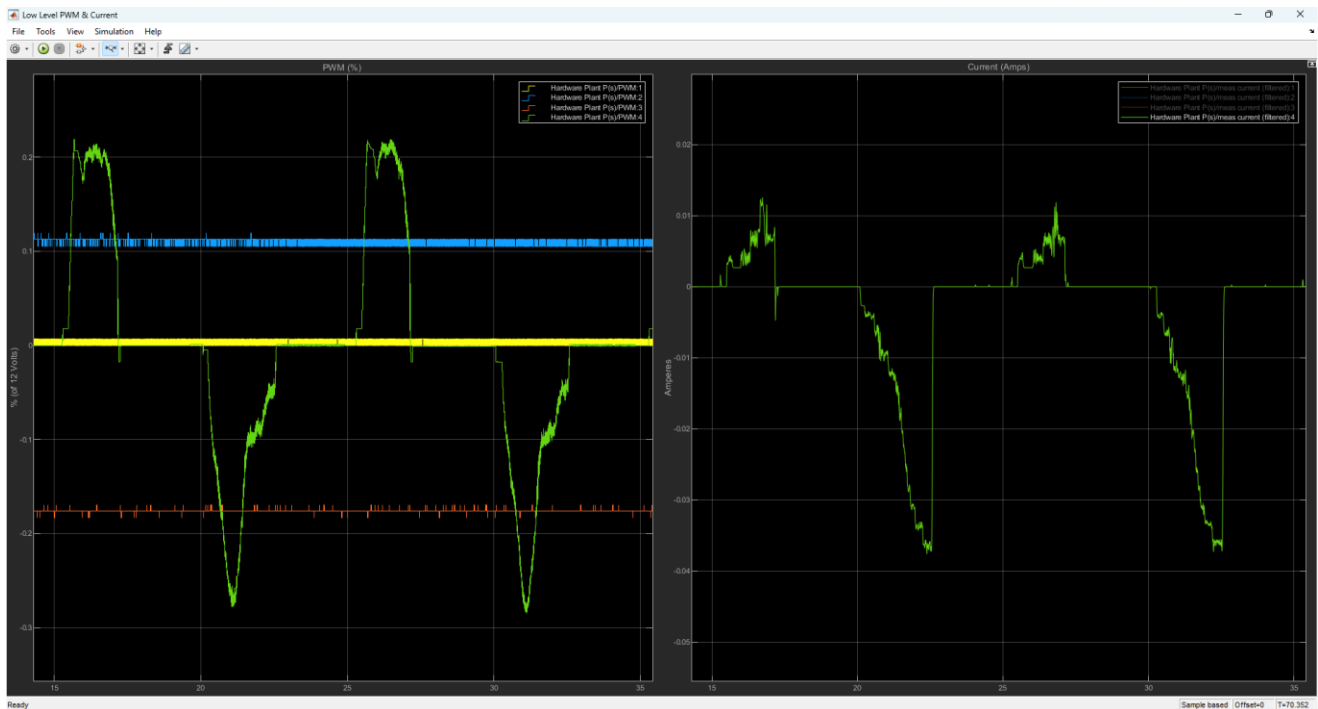 Low Level PWM & Current
File Tools View Simulation Help
PWM (%)
Hardware Plant P(s)/PWM:1
Hardware Plant P(s)/PWM:2
Hardware Plant P(s)/PWM:3
Hardware Plant P(s)/PWM:4
% (of 12 Volts)
0.2
0.1
0
-0.1
-0.2
-0.3
15 20 25 30 35
Current (Amps)
Hardware Plant P(s)/meas current (filtered):1
Hardware Plant P(s)/meas current (filtered):2
Hardware Plant P(s)/meas current (filtered):3
Hardware Plant P(s)/meas current (filtered):4
Amperes
0.02
0.01
0
-0.01
-0.02
-0.03
-0.04
-0.05
15 20 25 30 35
Ready
Sample based Offset=0 T=70.352